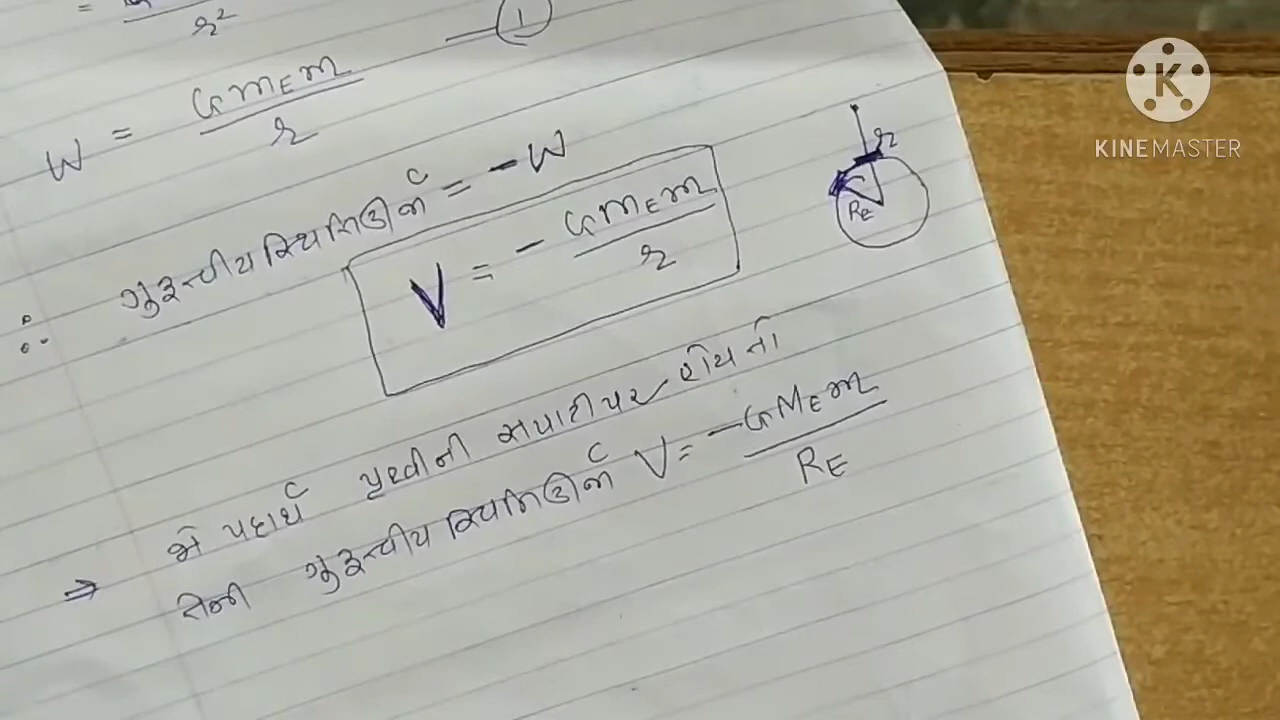 r²
①
W = GMEm / r
∴ ગુરુત્વીય સ્થિતિઊર્જા = -W
V = - GMEm / r
r
RE
⇒ જો પદાર્થ પૃથ્વીની સપાટી પર હોય તો
તેની ગુરુત્વીય સ્થિતિઊર્જા V = -GMEm / RE
K
KINEMASTER